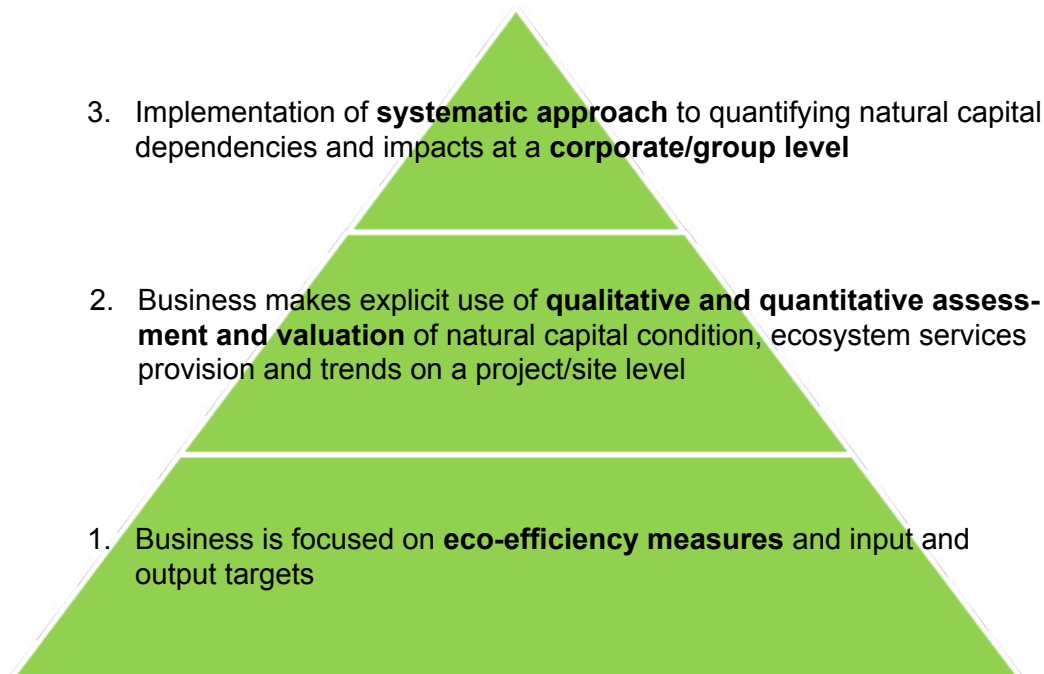 3. Implementation of systematic approach to quantifying natural capital
dependencies and impacts at a corporate/group level
2. Business makes explicit use of qualitative and quantitative assess-
ment and valuation of natural capital condition, ecosystem services
provision and trends on a project/site level
1. Business is focused on eco-efficiency measures and input and
output targets